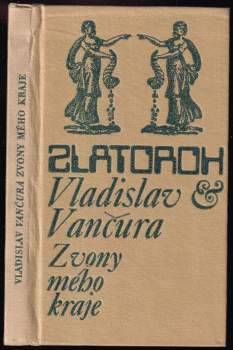 VLADISLAV VANČURA ZVONY MÉHO KRAJE
ZLATOROH
Vladislav &
Vančura
Zvony
mého
kraje